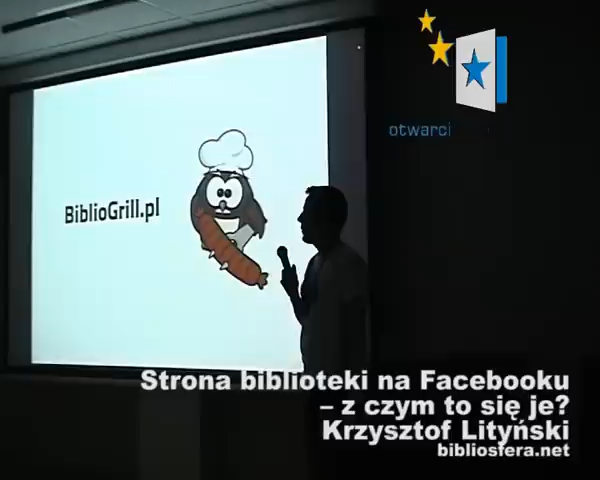 otwarci
BiblioGrill.pl
Strona biblioteki na Facebooku
– z czym to się je?
Krzysztof Lityński
bibliosfera.net